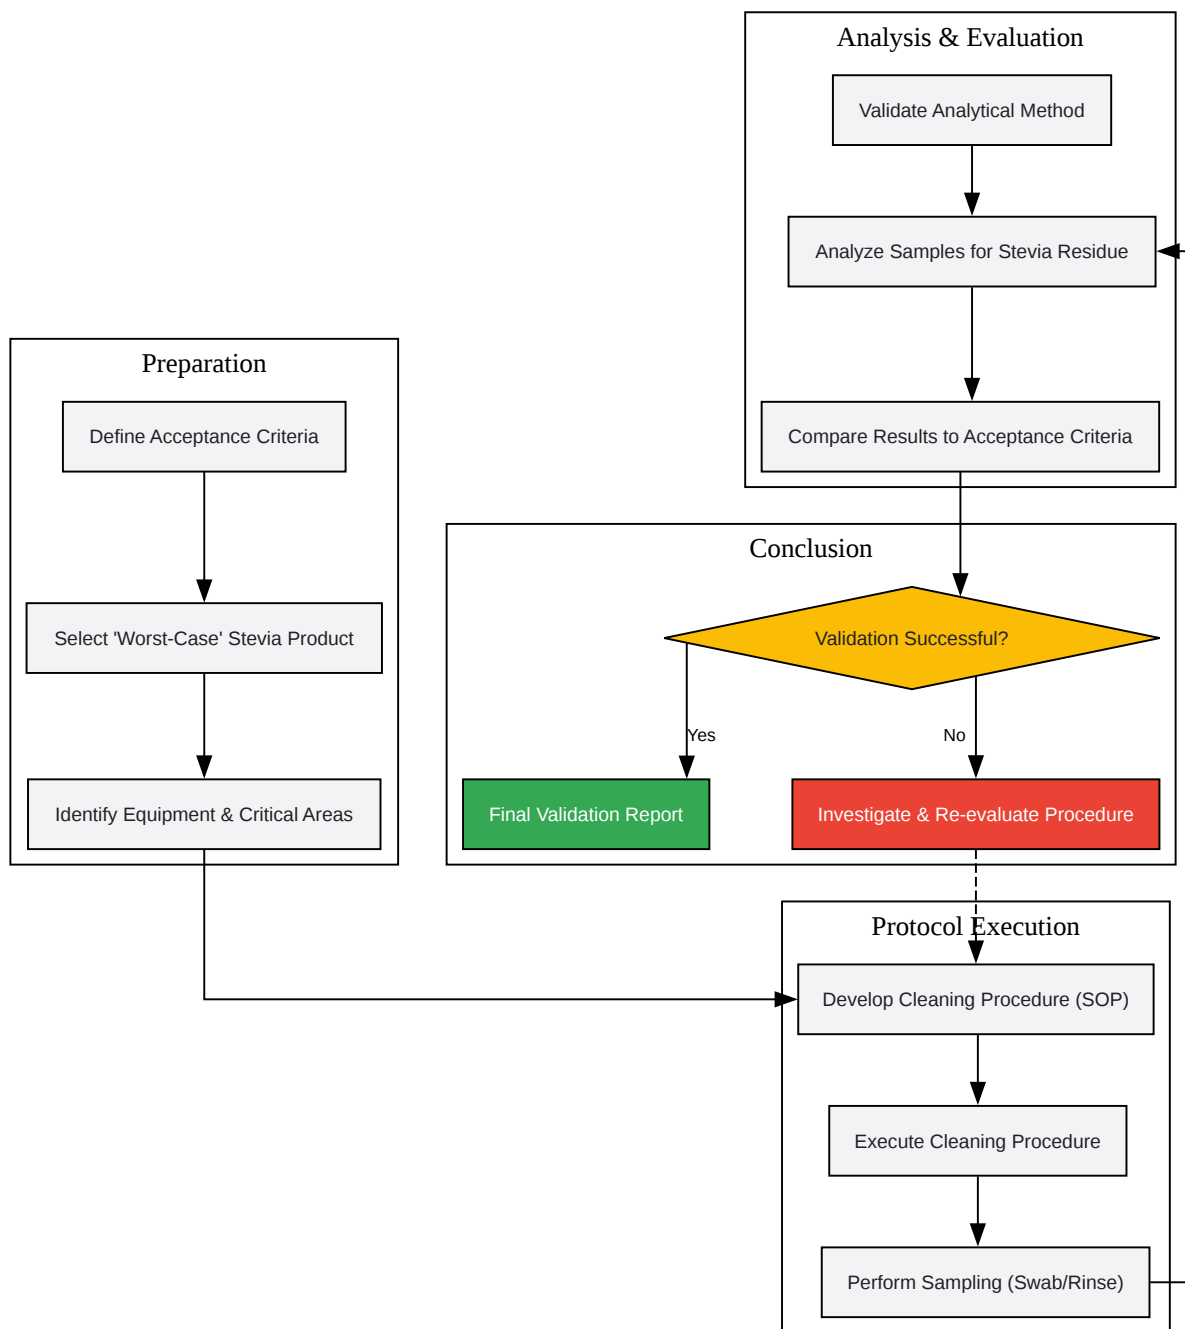 Analysis & Evaluation
Validate Analytical Method
Analyze Samples for Stevia Residue
Compare Results to Acceptance Criteria
Preparation
Define Acceptance Criteria
Select 'Worst-Case' Stevia Product
Identify Equipment & Critical Areas
Conclusion
Validation Successful?
Yes
No
Final Validation Report
Investigate & Re-evaluate Procedure
Protocol Execution
Develop Cleaning Procedure (SOP)
Execute Cleaning Procedure
Perform Sampling (Swab/Rinse)